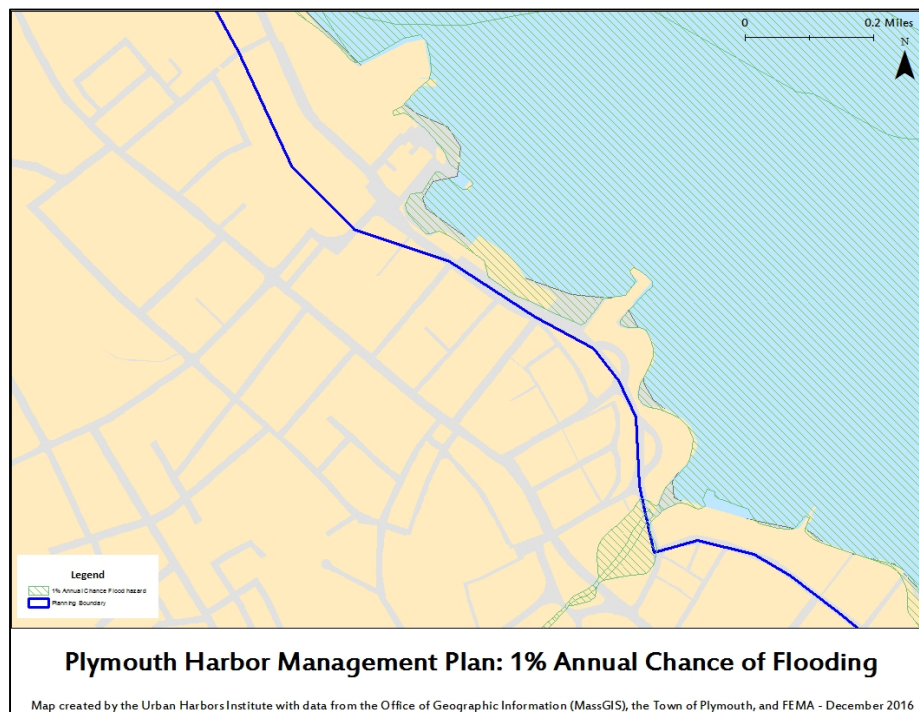 0 0.2 Miles
N
Legend
1% Annual Chance Flood hazard
Planning Boundary
Plymouth Harbor Management Plan: 1% Annual Chance of Flooding
Map created by the Urban Harbors Institute with data from the Office of Geographic Information (MassGIS), the Town of Plymouth, and FEMA - December 2016